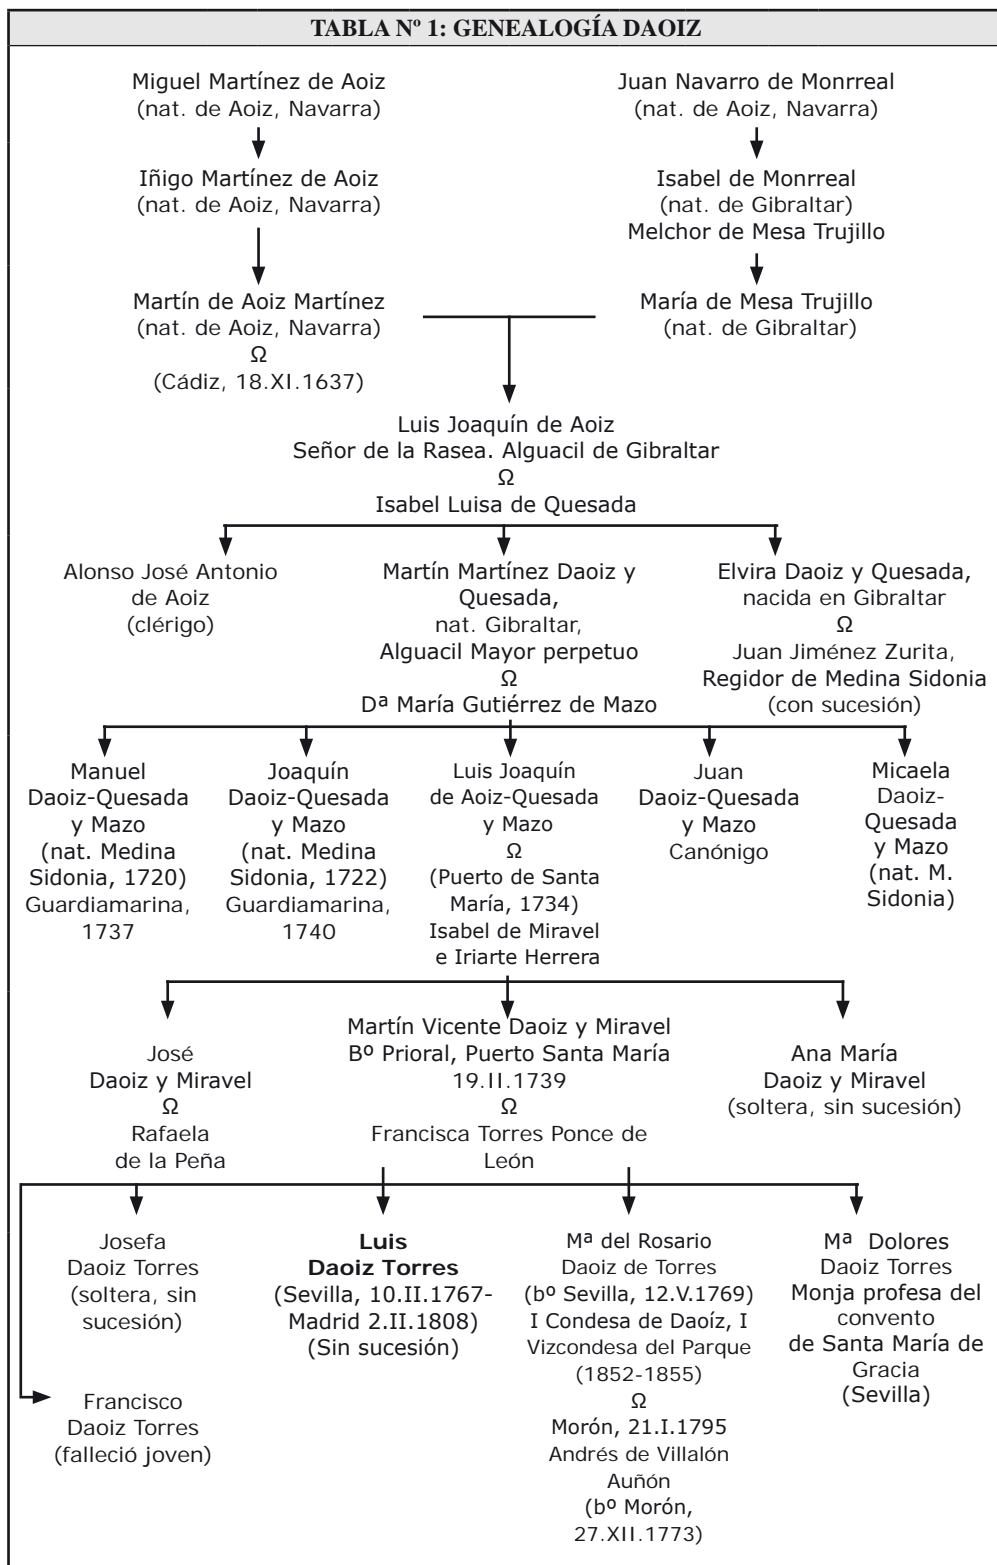 TABLA Nº 1: GENEALOGÍA DAOIZ
Miguel Martínez de Aoiz
(nat. de Aoiz, Navarra)
Juan Navarro de Monrreal
(nat. de Aoiz, Navarra)
Iñigo Martínez de Aoiz
(nat. de Aoiz, Navarra)
Isabel de Monrreal
(nat. de Gibraltar)
Melchor de Mesa Trujillo
Martín de Aoiz Martínez
(nat. de Aoiz, Navarra)
Ω
(Cádiz, 18.XI.1637)
María de Mesa Trujillo
(nat. de Gibraltar)
Luis Joaquín de Aoiz
Señor de la Rasea. Alguacil de Gibraltar
Ω
Isabel Luisa de Quesada
Alonso José Antonio
de Aoiz
(clérigo)
Martín Martínez Daoiz y
Quesada,
nat. Gibraltar,
Alguacil Mayor perpetuo
Ω
Dª María Gutiérrez de Mazo
Elvira Daoiz y Quesada,
nacida en Gibraltar
Ω
Juan Jiménez Zurita,
Regidor de Medina Sidonia
(con sucesión)
Manuel
Daoiz-Quesada
y Mazo
(nat. Medina
Sidonia, 1720)
Guardiamarina,
1737
Joaquín
Daoiz-Quesada
y Mazo
(nat. Medina
Sidonia, 1722)
Guardiamarina,
1740
Luis Joaquín
de Aoiz-Quesada
y Mazo
Ω
(Puerto de Santa
María, 1734)
Isabel de Miravel
e Iriarte Herrera
Juan
Daoiz-Quesada
y Mazo
Canónigo
Micaela
Daoiz-
Quesada
y Mazo
(nat. M.
Sidonia)
José
Daoiz y Miravel
Ω
Rafaela
de la Peña
Martín Vicente Daoiz y Miravel
Bº Prioral, Puerto Santa María
19.II.1739
Ω
Francisca Torres Ponce de
León
Ana María
Daoiz y Miravel
(soltera, sin sucesión)
Josefa
Daoiz Torres
(soltera, sin
sucesión)
Luis
Daoiz Torres
(Sevilla, 10.II.1767-
Madrid 2.II.1808)
(Sin sucesión)
Mª del Rosario
Daoiz de Torres
(bº Sevilla, 12.V.1769)
I Condesa de Daoíz, I
Vizcondesa del Parque
(1852-1855)
Ω
Morón, 21.I.1795
Andrés de Villalón
Auñón
(bº Morón,
27.XII.1773)
Mª Dolores
Daoiz Torres
Monja profesa del
convento
de Santa María de
Gracia
(Sevilla)
Francisco
Daoiz Torres
(falleció joven)